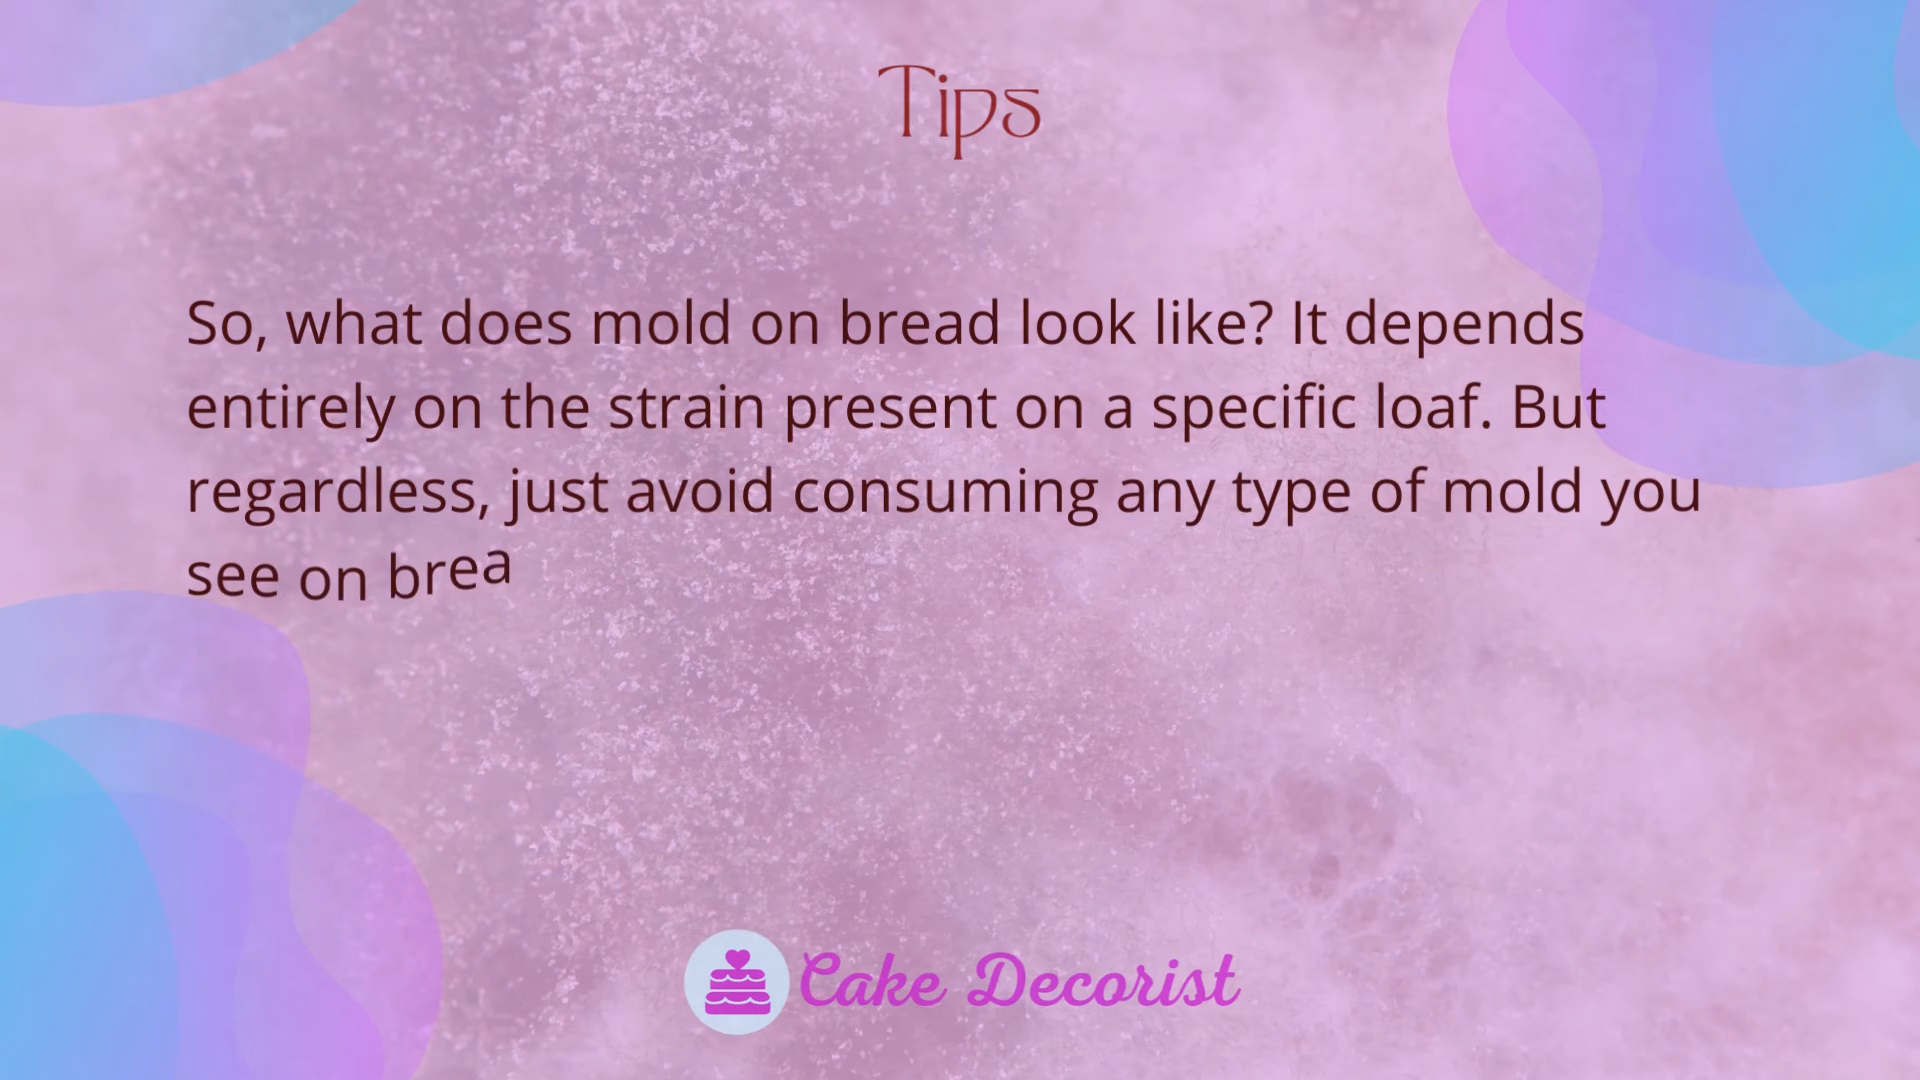 Tips
So, what does mold on bread look like? It depends
entirely on the strain present on a specific loaf. But
regardless, just avoid consuming any type of mold you
see on brea
Cake Decorist